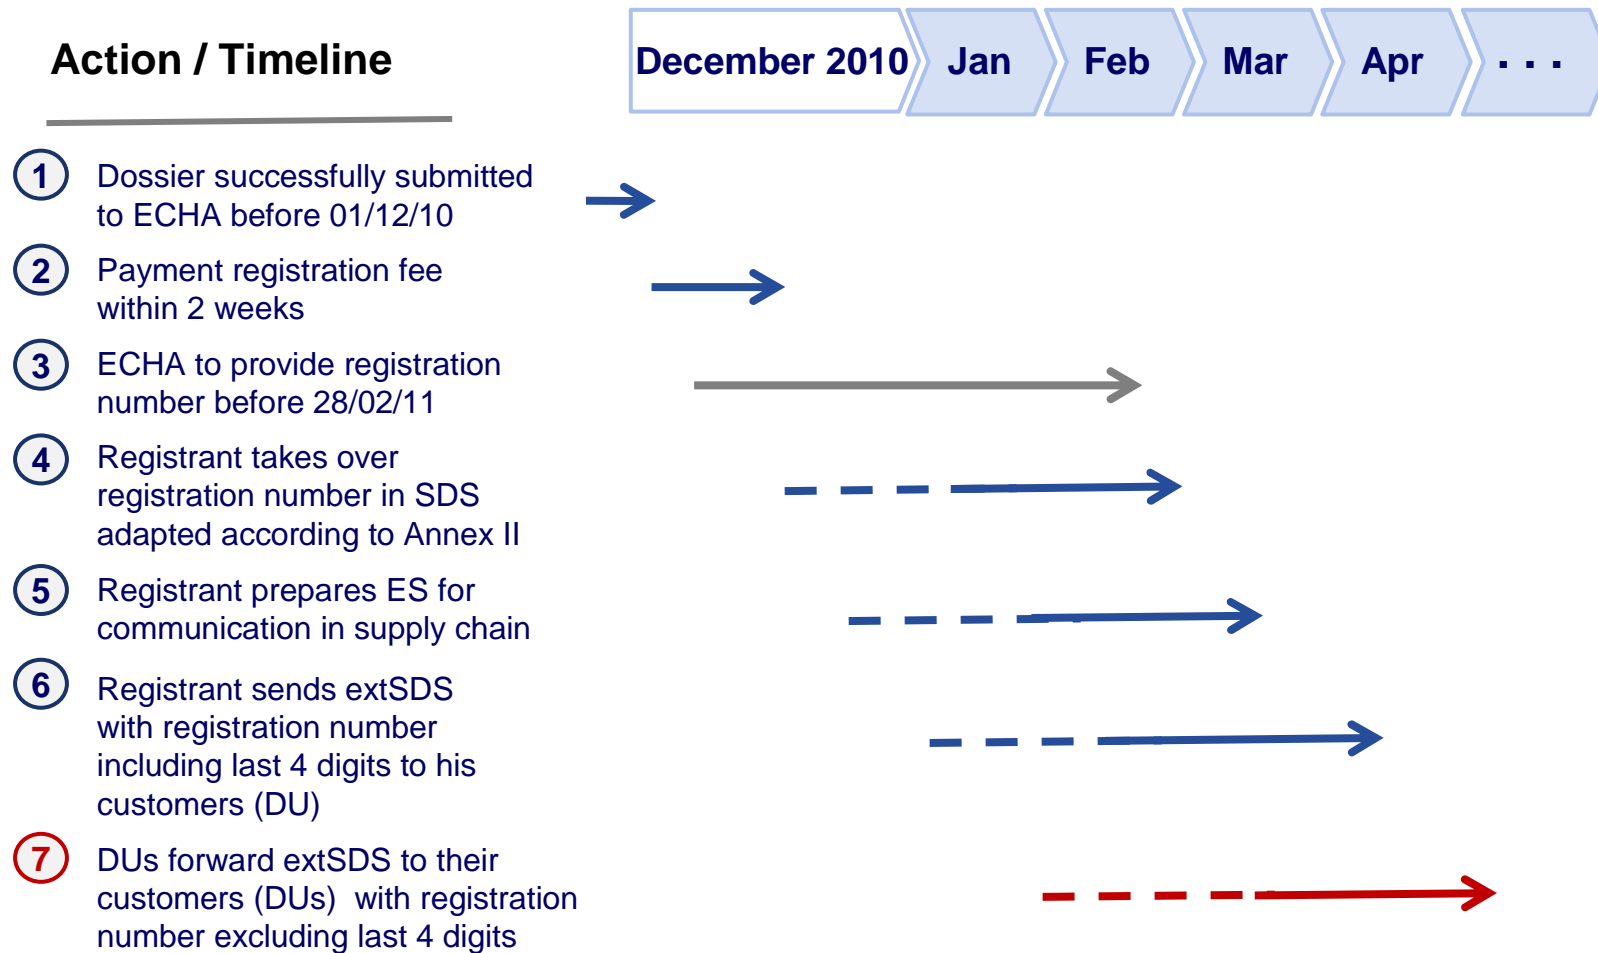 Action / Timeline
December 2010
Jan
Feb
Mar
Apr
. . .
1
Dossier successfully submitted
to ECHA before 01/12/10
2
Payment registration fee
within 2 weeks
3
ECHA to provide registration
number before 28/02/11
4
Registrant takes over
registration number in SDS
adapted according to Annex II
5
Registrant prepares ES for
communication in supply chain
6
Registrant sends extSDS
with registration number
including last 4 digits to his
customers (DU)
7
DUs forward extSDS to their
customers (DUs)  with registration
number excluding last 4 digits